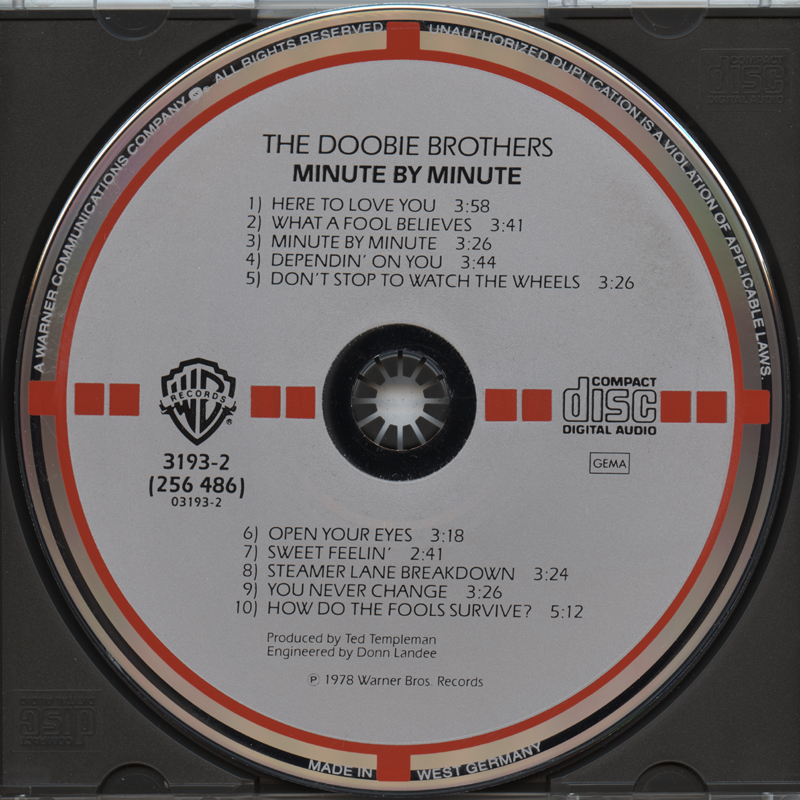 A WARNER COMMUNICATIONS COMPANY ALL RIGHTS RESERVED
UNAUTHORIZED DUPLICATION IS A VIOLATION OF APPLICABLE LAWS.
THE DOOBIE BROTHERS
MINUTE BY MINUTE
1) HERE TO LOVE YOU 3:58
2) WHAT A FOOL BELIEVES 3:41
3) MINUTE BY MINUTE 3:26
4) DEPENDIN' ON YOU 3:44
5) DON'T STOP TO WATCH THE WHEELS 3:26
WB
RECORDS
®
COMPACT
disc
DIGITAL AUDIO
3193-2
(256 486)
03193-2
GEMA
6) OPEN YOUR EYES 3:18
7) SWEET FEELIN' 2:41
8) STEAMER LANE BREAKDOWN 3:24
9) YOU NEVER CHANGE 3:26
10) HOW DO THE FOOLS SURVIVE? 5:12
Produced by Ted Templeman
Engineered by Donn Landee
℗ 1978 Warner Bros. Records
MADE IN WEST GERMANY
COMPACT
disc
DIGITAL AUDIO
COMPACT
disc
DIGITAL AUDIO